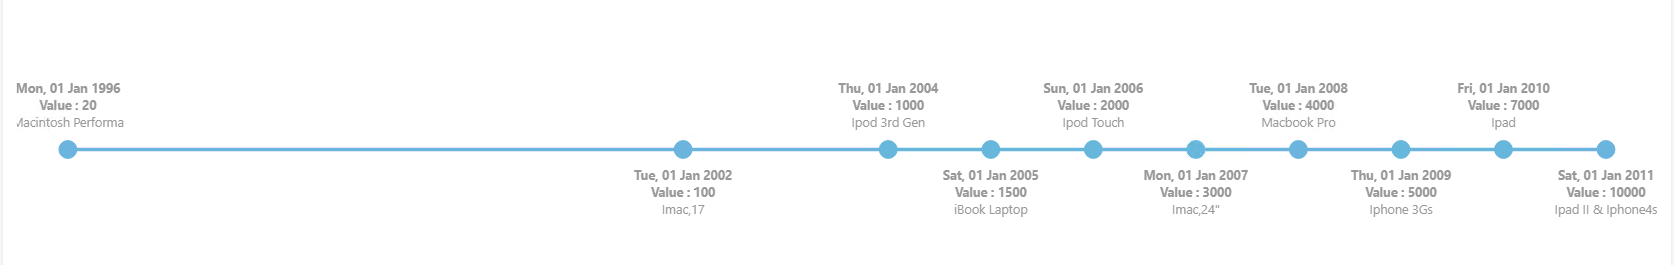 Mon, 01 Jan 1996
Value : 20
Macintosh Performa
Tue, 01 Jan 2002
Value : 100
Imac,17
Thu, 01 Jan 2004
Value : 1000
Ipod 3rd Gen
Sat, 01 Jan 2005
Value : 1500
iBook Laptop
Sun, 01 Jan 2006
Value : 2000
Ipod Touch
Mon, 01 Jan 2007
Value : 3000
Imac,24"
Tue, 01 Jan 2008
Value : 4000
Macbook Pro
Thu, 01 Jan 2009
Value : 5000
Iphone 3Gs
Fri, 01 Jan 2010
Value : 7000
Ipad
Sat, 01 Jan 2011
Value : 10000
Ipad II & Iphone4s